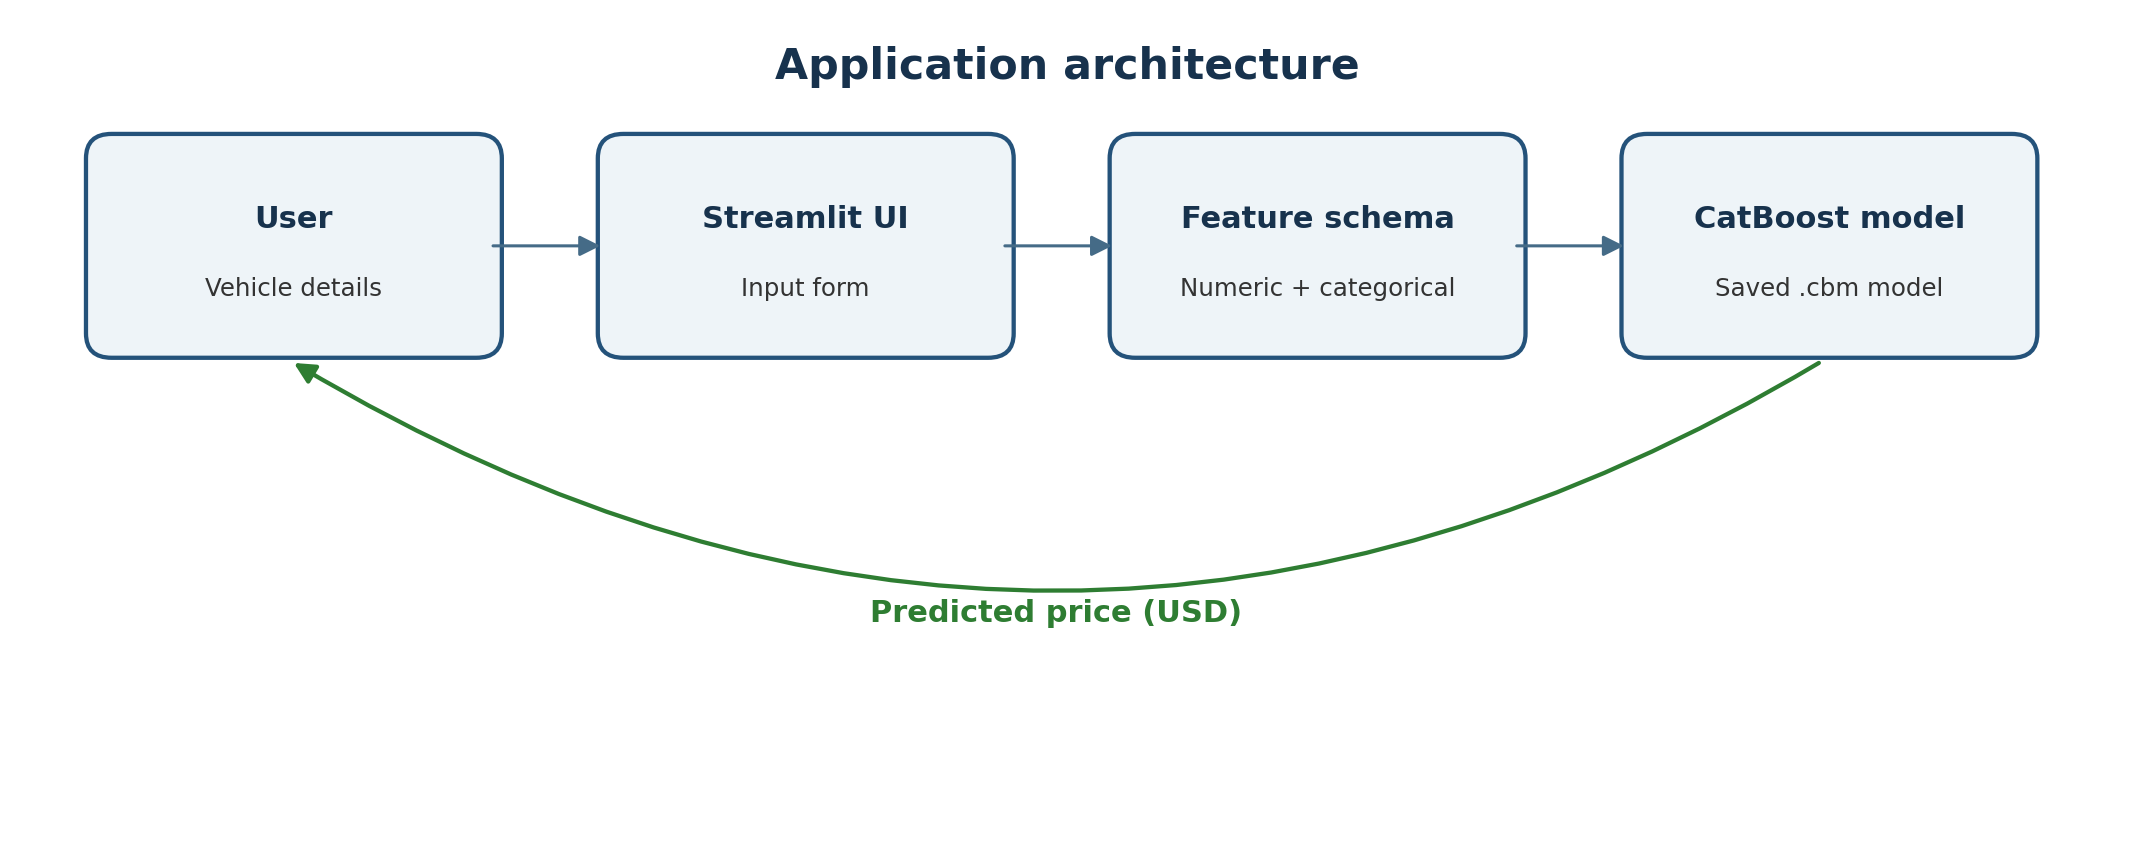 Application architecture
User
Vehicle details
Streamlit UI
Input form
Feature schema
Numeric + categorical
CatBoost model
Saved .cbm model
Predicted price (USD)